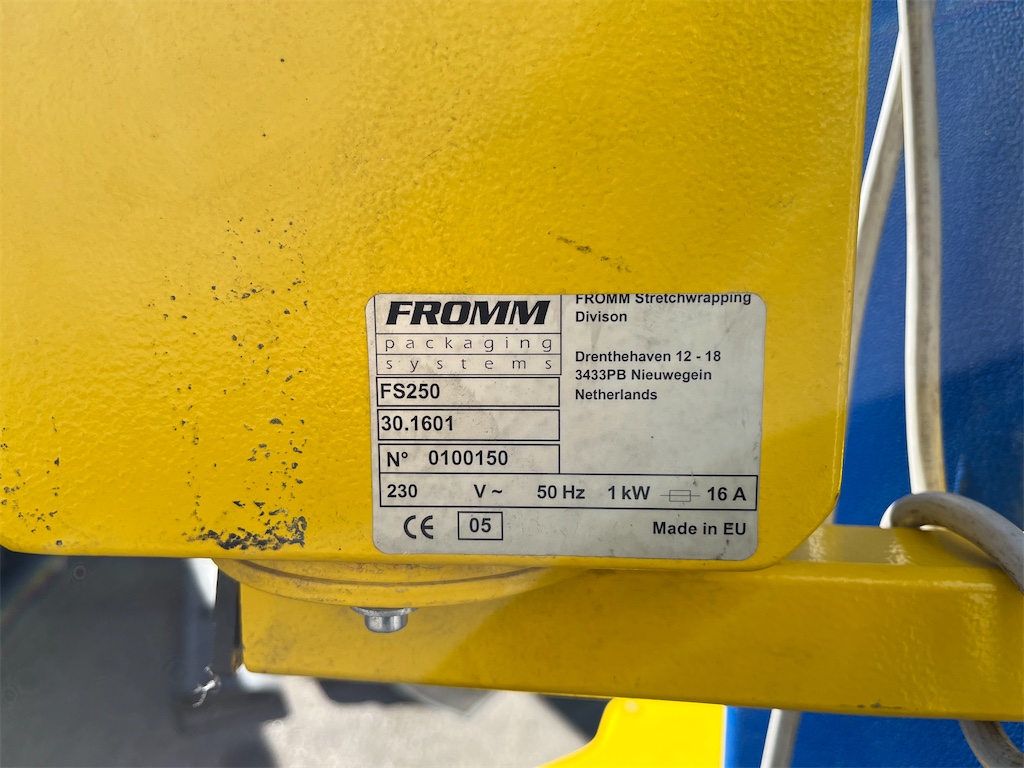 FROMM
packaging
systems
FS250
30.1601
N° 0100150
FROMM Stretchwrapping
Divison
Drenthehaven 12 - 18
3433PB Nieuwegein
Netherlands
230 V ~ 50 Hz 1 kW 16 A
CE 05 Made in EU